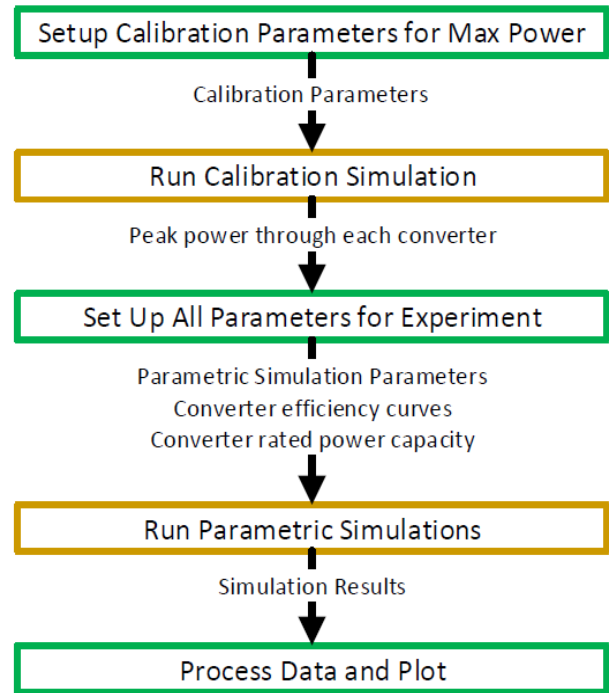 Setup Calibration Parameters for Max Power
Calibration Parameters
Run Calibration Simulation
Peak power through each converter
Set Up All Parameters for Experiment
Parametric Simulation Parameters
Converter efficiency curves
Converter rated power capacity
Run Parametric Simulations
Simulation Results
Process Data and Plot